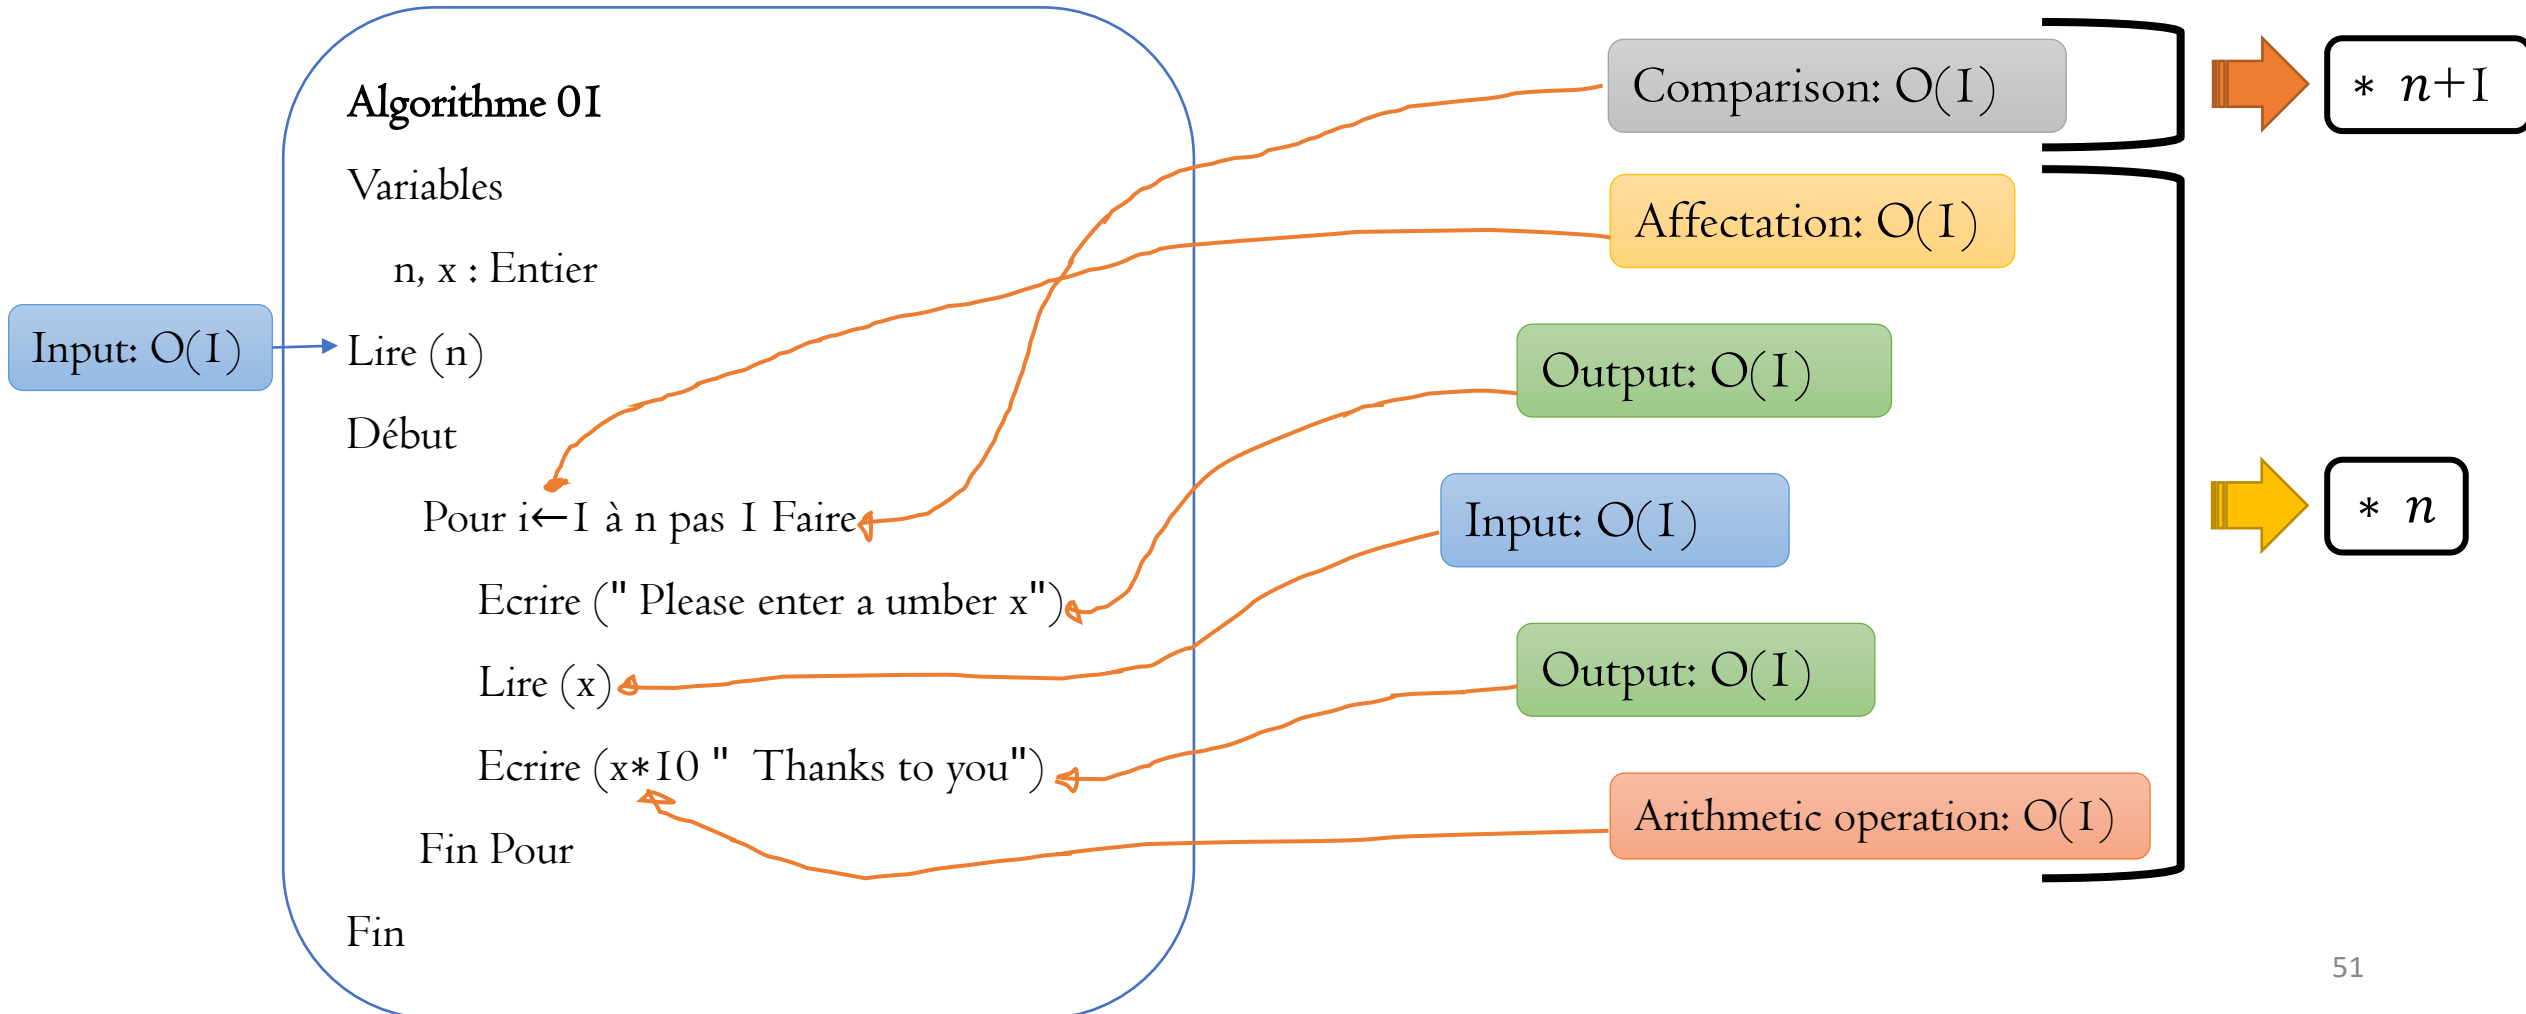 Algorithme 01
Variables
n, x : Entier
Input: O(1)
Lire (n)
Début
Pour i←1 à n pas 1 Faire
Ecrire (" Please enter a umber x")
Lire (x)
Ecrire (x*10 "  Thanks to you")
Fin Pour
Fin
Comparison: O(1)
* n+1
Affectation: O(1)
Output: O(1)
Input: O(1)
* n
Output: O(1)
Arithmetic operation: O(1)
51